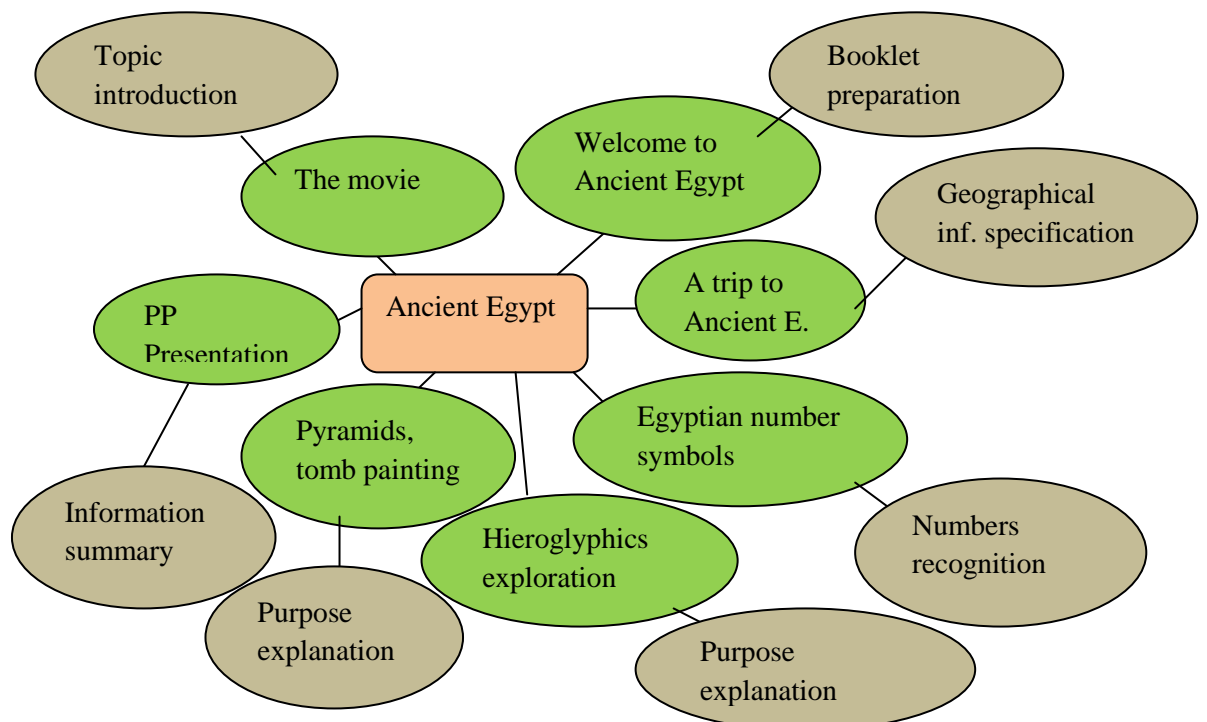 Topic
introduction
Booklet
preparation
Welcome to
Ancient Egypt
The movie
Geographical
inf. specification
A trip to
Ancient E.
Ancient Egypt
PP
Presentation
Egyptian number
symbols
Pyramids,
tomb painting
Information
summary
Hieroglyphics
exploration
Numbers
recognition
Purpose
explanation
Purpose
explanation